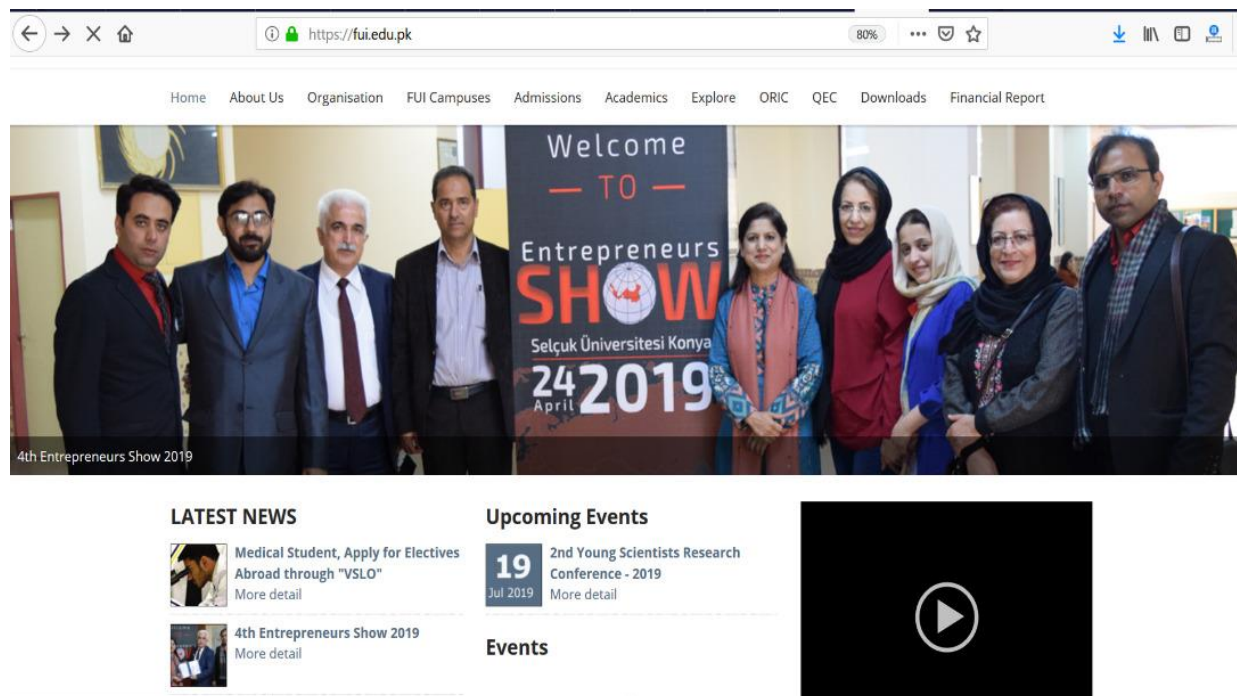 https://fui.edu.pk
80%
Home About Us Organisation FUI Campuses Admissions Academics Explore ORIC QEC Downloads Financial Report
Welcome
— TO —
Entrepreneurs
SHOW
Selçuk Üniversitesi Konya
24 April 2019
4th Entrepreneurs Show 2019
LATEST NEWS
Medical Student, Apply for Electives
Abroad through "VSLO"
More detail
4th Entrepreneurs Show 2019
More detail
Upcoming Events
19
Jul 2019
2nd Young Scientists Research
Conference - 2019
More detail
Events